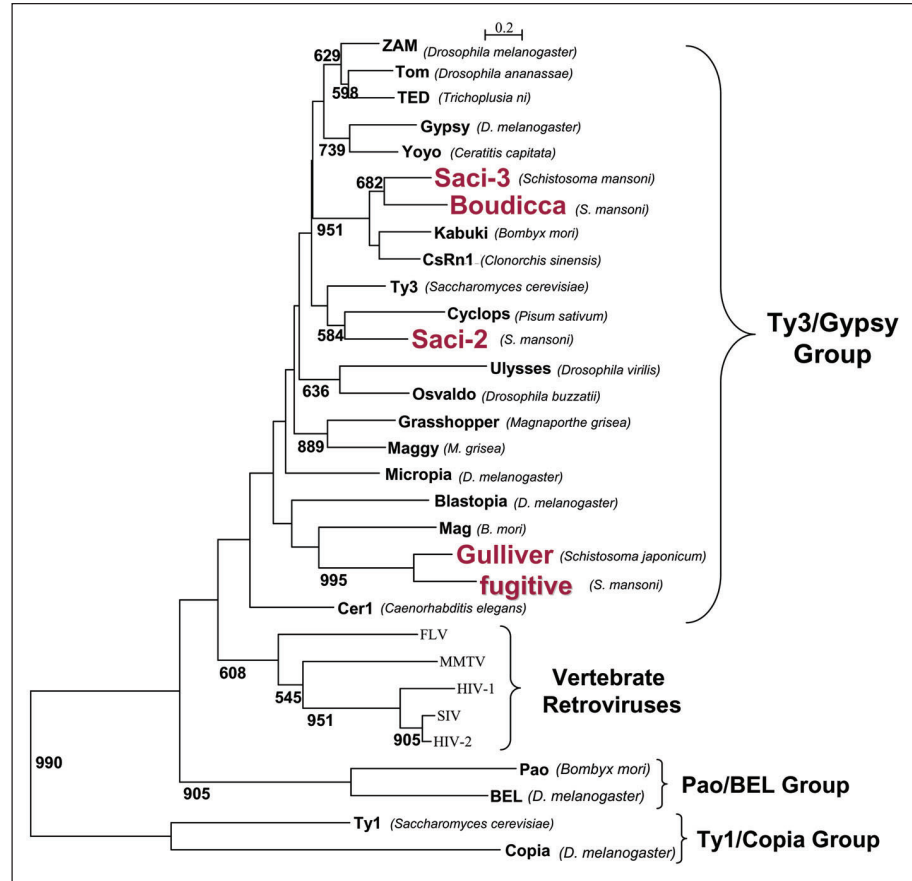 0.2
629
ZAM (Drosophila melanogaster)
Tom (Drosophila ananassae)
598
TED (Trichoplusia ni)
Gypsy (D. melanogaster)
739
Yoyo (Ceratitis capitata)
682
Saci-3 (Schistosoma mansoni)
Boudicca (S. mansoni)
951
Kabuki (Bombyx mori)
CsRn1 (Clonorchis sinensis)
Ty3 (Saccharomyces cerevisiae)
Cyclops (Pisum sativum)
584
Saci-2 (S. mansoni)
Ty3/Gypsy
Group
Ulysses (Drosophila virilis)
636
Osvaldo (Drosophila buzzatii)
Grasshopper (Magnaporthe grisea)
889
Maggy (M. grisea)
Micropia (D. melanogaster)
Blastopia (D. melanogaster)
Mag (B. mori)
Gulliver (Schistosoma japonicum)
995
fugitive (S. mansoni)
Cer1 (Caenorhabditis elegans)
FLV
608
MMTV
545
HIV-1
951
SIV
905
HIV-2
Vertebrate
Retroviruses
990
Pao (Bombyx mori)
905
BEL (D. melanogaster)
Pao/BEL Group
Ty1 (Saccharomyces cerevisiae)
Copia (D. melanogaster)
Ty1/Copia Group